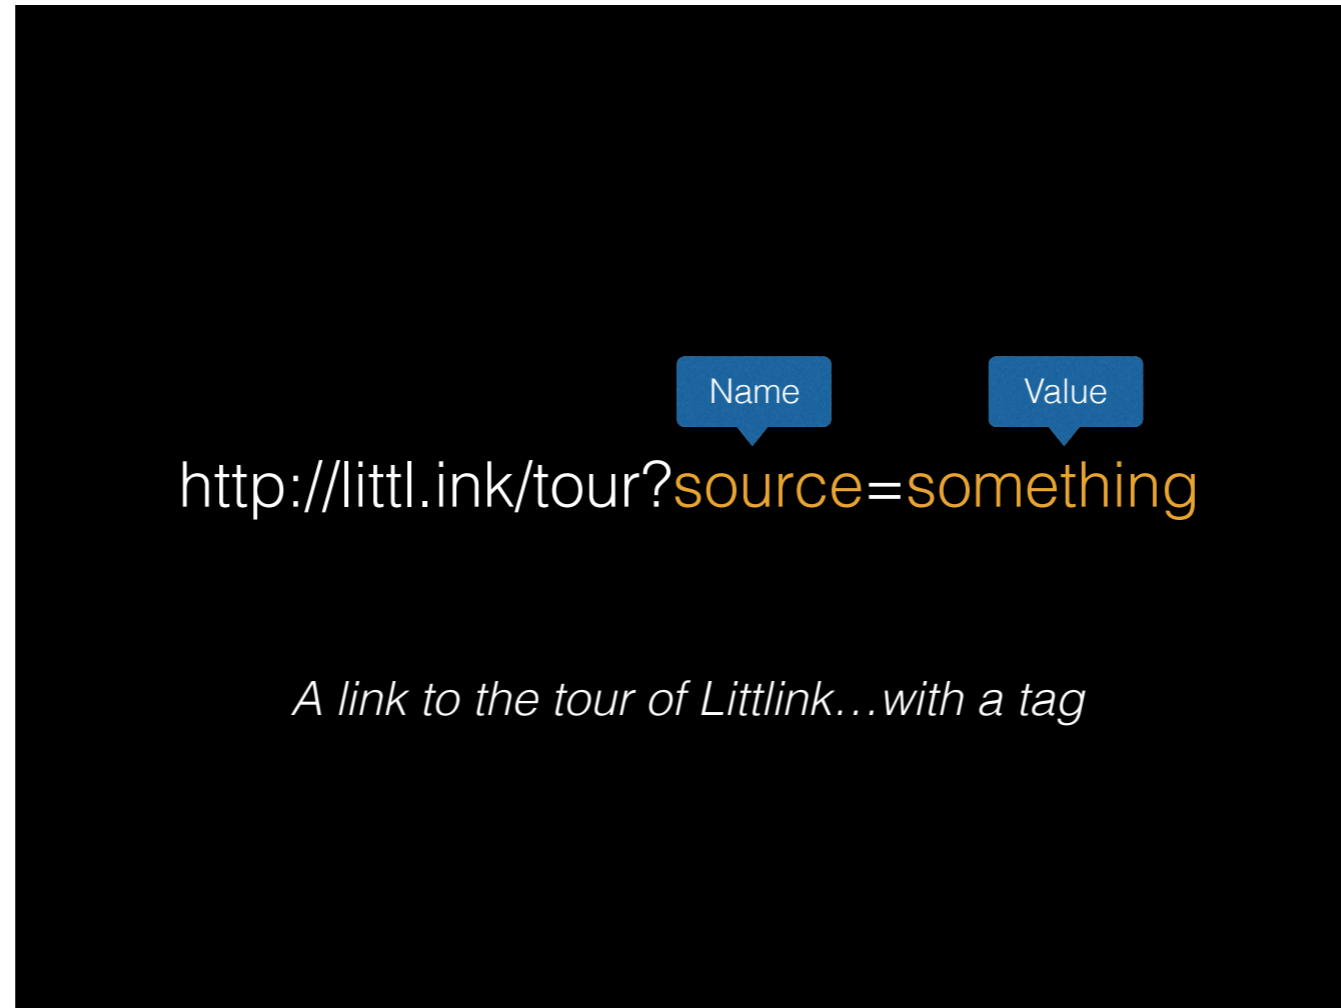 Name Value
http://littl.ink/tour?source=something
A link to the tour of Littlink…with a tag